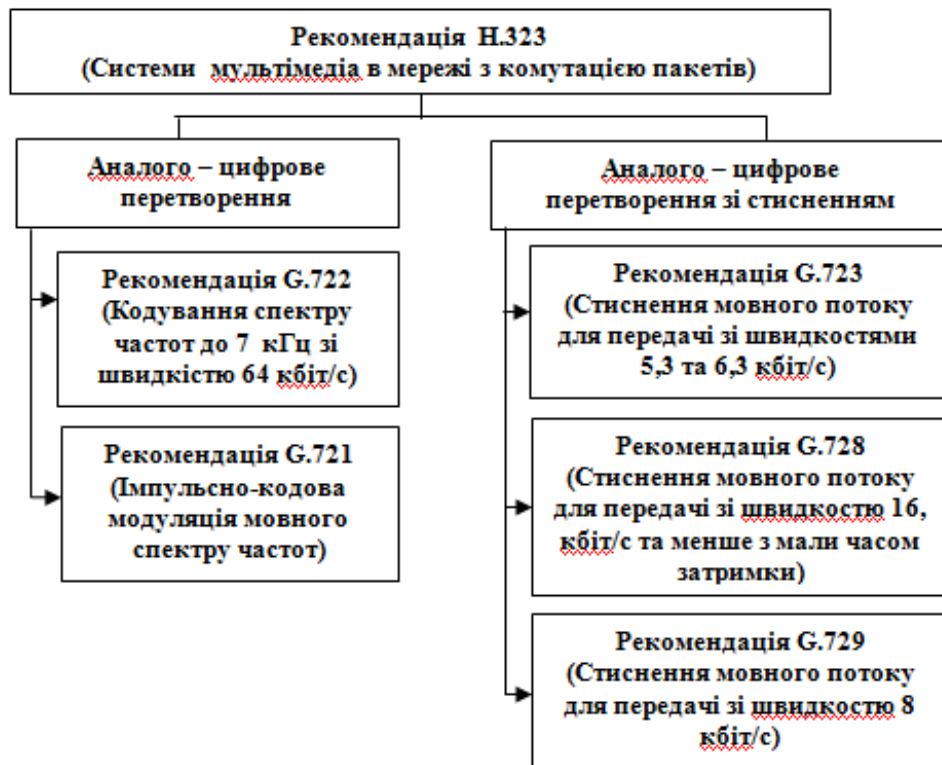 Рекомендація H.323
(Системи мультімедіа в мережі з комутацією пакетів)
Аналого – цифрове
перетворення
Рекомендація G.722
(Кодування спектру
частот до 7 кГц зі
швидкістю 64 кбіт/с)
Рекомендація G.721
(Імпульсно-кодова
модуляція мовного
спектру частот)
Аналого – цифрове
перетворення зі стисненням
Рекомендація G.723
(Стиснення мовного потоку
для передачі зі швидкостями
5,3 та 6,3 кбіт/с)
Рекомендація G.728
(Стиснення мовного потоку
для передачі зі швидкостю 16,
кбіт/с та менше з мали часом
затримки)
Рекомендація G.729
(Стиснення мовного потоку
для передачі зі швидкостю 8
кбіт/с)